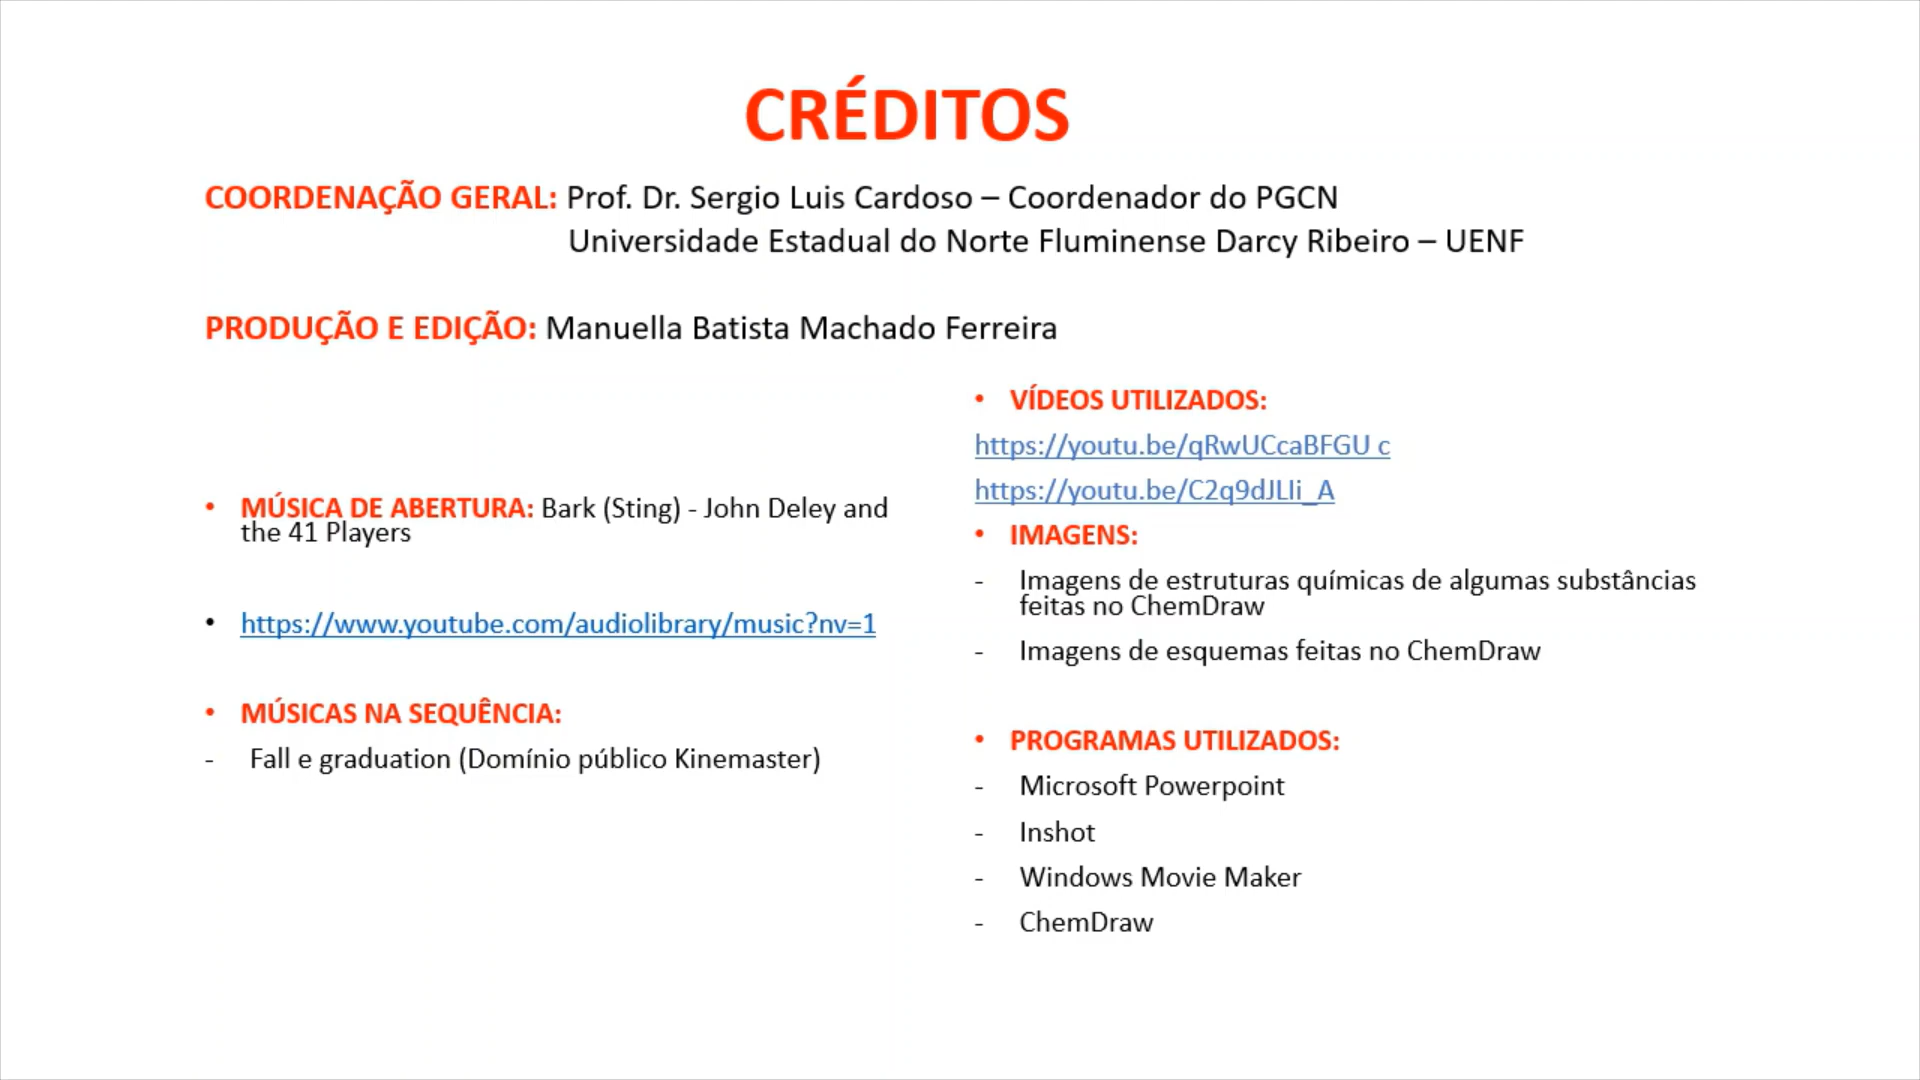 CRÉDITOS
COORDENAÇÃO GERAL: Prof. Dr. Sergio Luis Cardoso – Coordenador do PGCN
Universidade Estadual do Norte Fluminense Darcy Ribeiro – UENF
PRODUÇÃO E EDIÇÃO: Manuella Batista Machado Ferreira
• MÚSICA DE ABERTURA: Bark (Sting) - John Deley and
the 41 Players
• https://www.youtube.com/audiolibrary/music?nv=1
• MÚSICAS NA SEQUÊNCIA:
- Fall e graduation (Domínio público Kinemaster)
• VÍDEOS UTILIZADOS:
https://youtu.be/qRwUCcaBFGU c
https://youtu.be/C2q9dJLIi_A
• IMAGENS:
- Imagens de estruturas químicas de algumas substâncias
feitas no ChemDraw
- Imagens de esquemas feitas no ChemDraw
• PROGRAMAS UTILIZADOS:
- Microsoft Powerpoint
- Inshot
- Windows Movie Maker
- ChemDraw